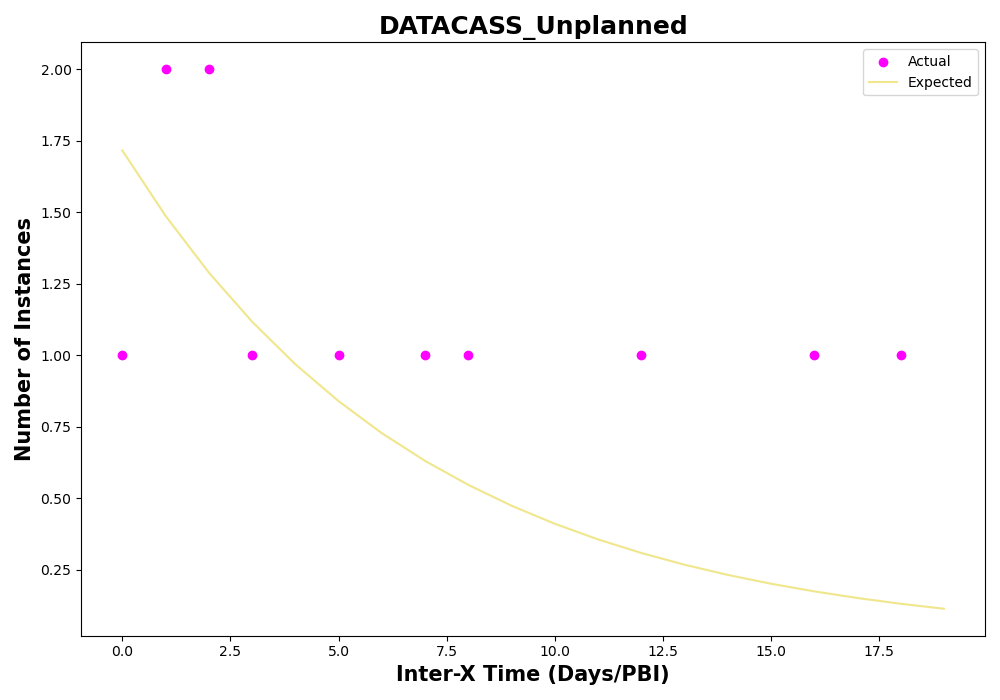 DATACASS_Unplanned
Actual
Expected
2.00
1.75
1.50
1.25
1.00
0.75
0.50
0.25
Number of Instances
0.0 2.5 5.0 7.5 10.0 12.5 15.0 17.5
Inter-X Time (Days/PBI)